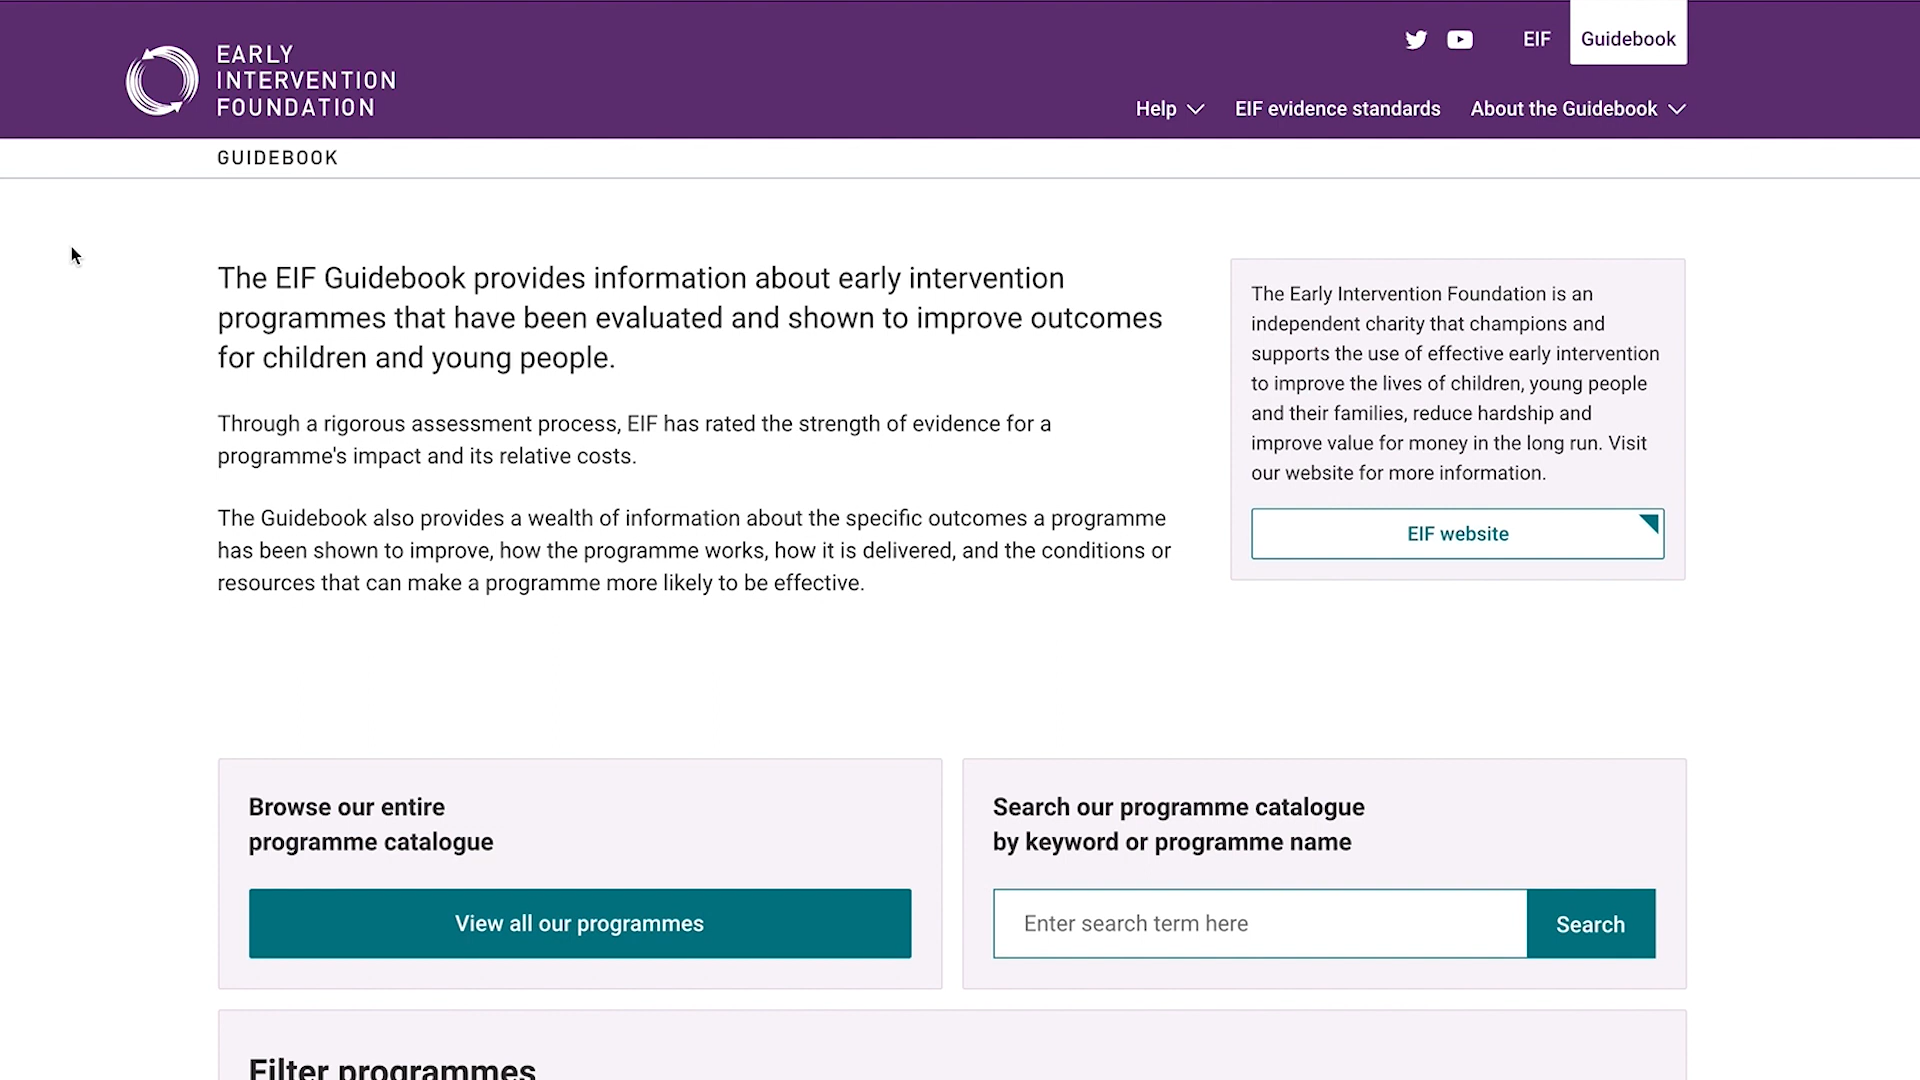 EARLY
INTERVENTION
FOUNDATION
EIF
Guidebook
Help
EIF evidence standards
About the Guidebook
GUIDEBOOK
The EIF Guidebook provides information about early intervention
programmes that have been evaluated and shown to improve outcomes
for children and young people.
Through a rigorous assessment process, EIF has rated the strength of evidence for a
programme's impact and its relative costs.
The Guidebook also provides a wealth of information about the specific outcomes a programme
has been shown to improve, how the programme works, how it is delivered, and the conditions or
resources that can make a programme more likely to be effective.
The Early Intervention Foundation is an
independent charity that champions and
supports the use of effective early intervention
to improve the lives of children, young people
and their families, reduce hardship and
improve value for money in the long run. Visit
our website for more information.
EIF website
Browse our entire
programme catalogue
View all our programmes
Search our programme catalogue
by keyword or programme name
Enter search term here
Search
Filter programmes